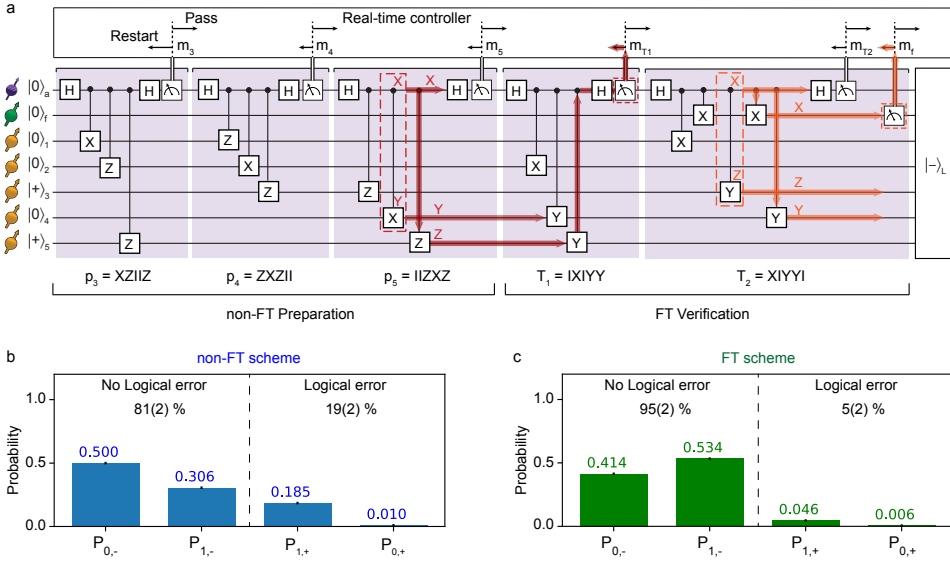 a
Pass
Real-time controller
Restart
m3 m4 m5 mT1 mT2 mf
|0⟩a H H H H H H H H H H
|0⟩f X X
|0⟩1 X Z X
|0⟩2 Z X X
|+⟩3 Z Z Y
|0⟩4 X Y Y
|+⟩5 Z Z Y
X X Y Z
X X Z Z Y Y
|−⟩L
p3 = XZIIZ p4 = ZXZII p5 = IIZXZ T1 = IXIYY T2 = XIYYI
non-FT Preparation FT Verification
b
non-FT scheme
No Logical error Logical error
81(2) % 19(2) %
Probability
1.0
0.5
0.0
0.500 0.306 0.185 0.010
P0,- P1,- P1,+ P0,+
c
FT scheme
No Logical error Logical error
95(2) % 5(2) %
Probability
1.0
0.5
0.0
0.414 0.534 0.046 0.006
P0,- P1,- P1,+ P0,+